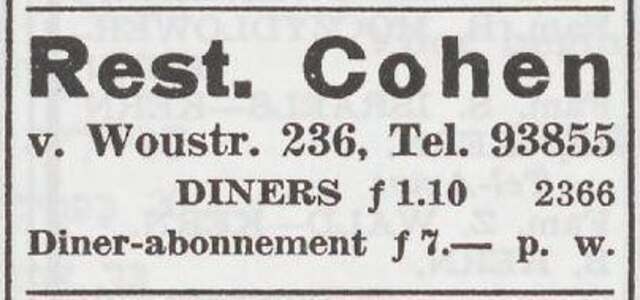 Rest. Cohen
v. Woustr. 236, Tel. 93855
DINERS ƒ 1.10 2366
Diner-abonnement ƒ 7.— p. w.